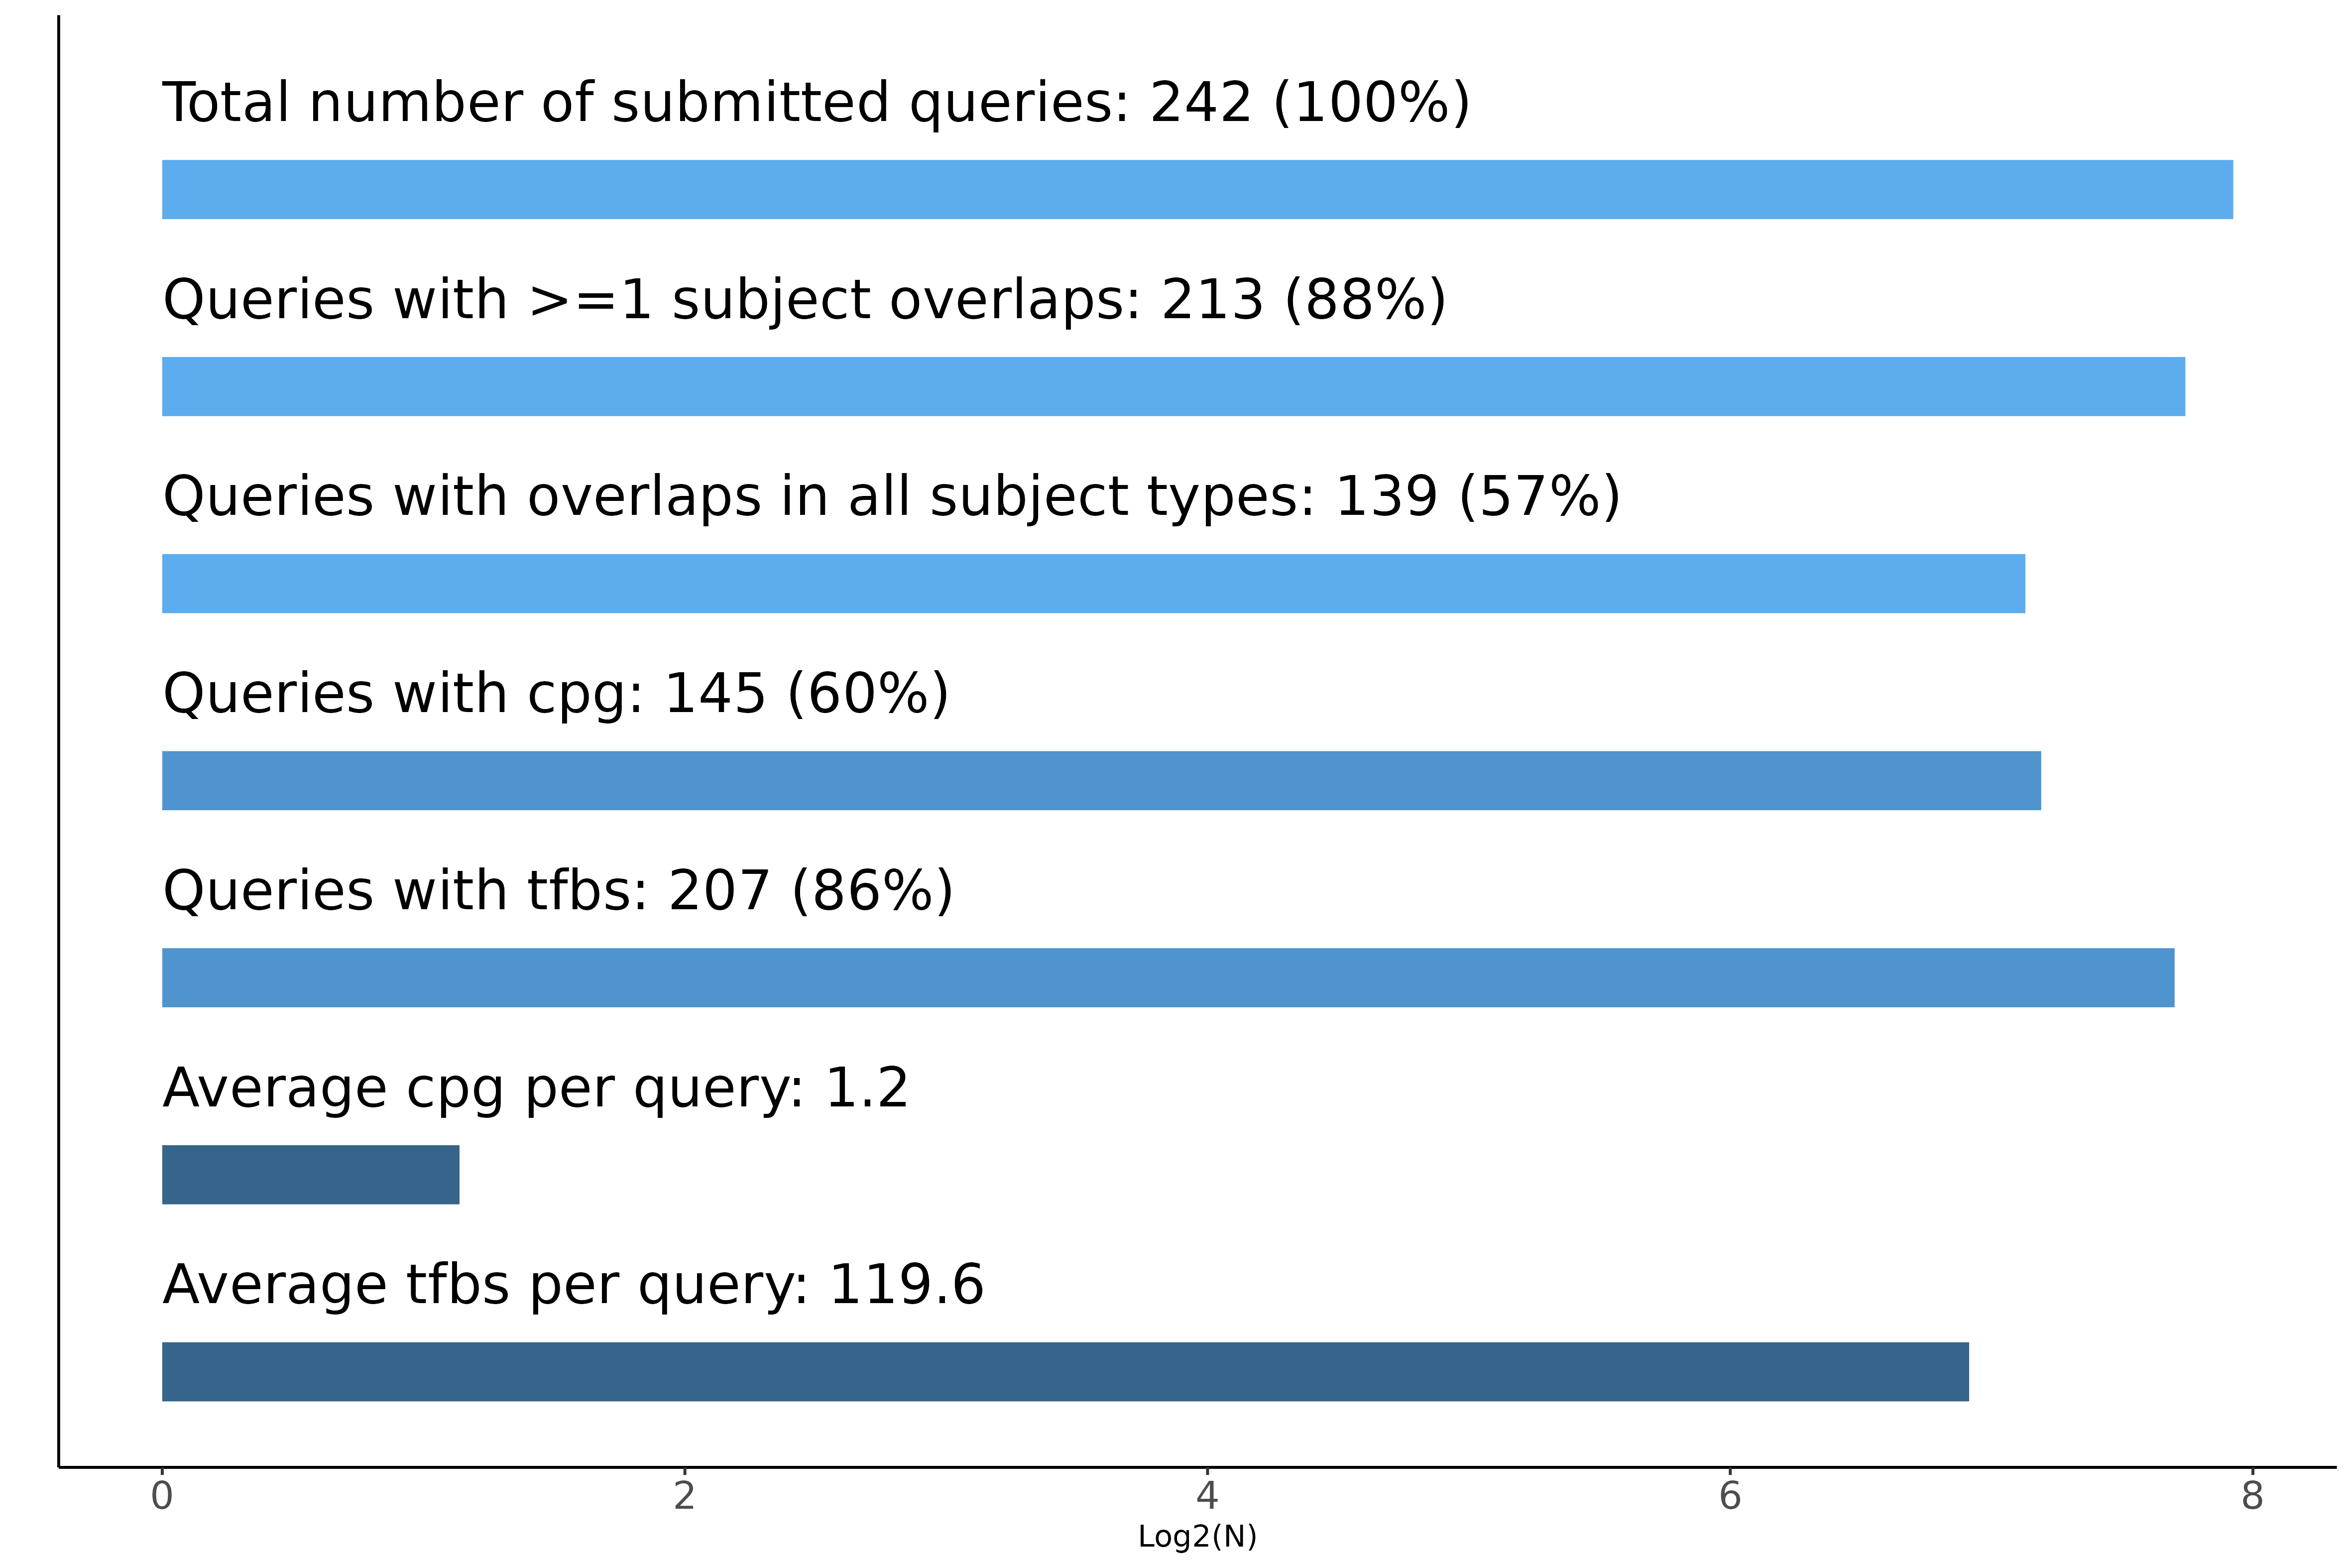 Total number of submitted queries: 242 (100%)
Queries with >=1 subject overlaps: 213 (88%)
Queries with overlaps in all subject types: 139 (57%)
Queries with cpg: 145 (60%)
Queries with tfbs: 207 (86%)
Average cpg per query: 1.2
Average tfbs per query: 119.6
0 2 4 6 8
Log2(N)